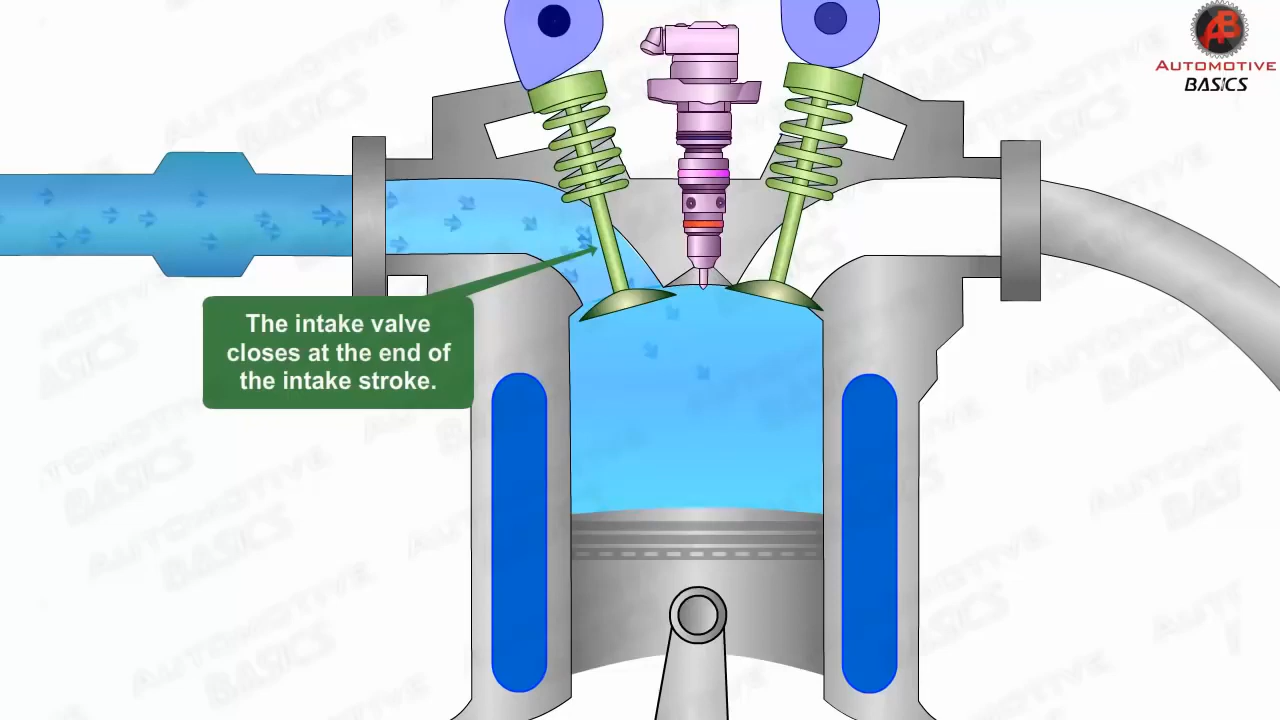 AUTOMOTIVE
BASICS
The intake valve
closes at the end of
the intake stroke.